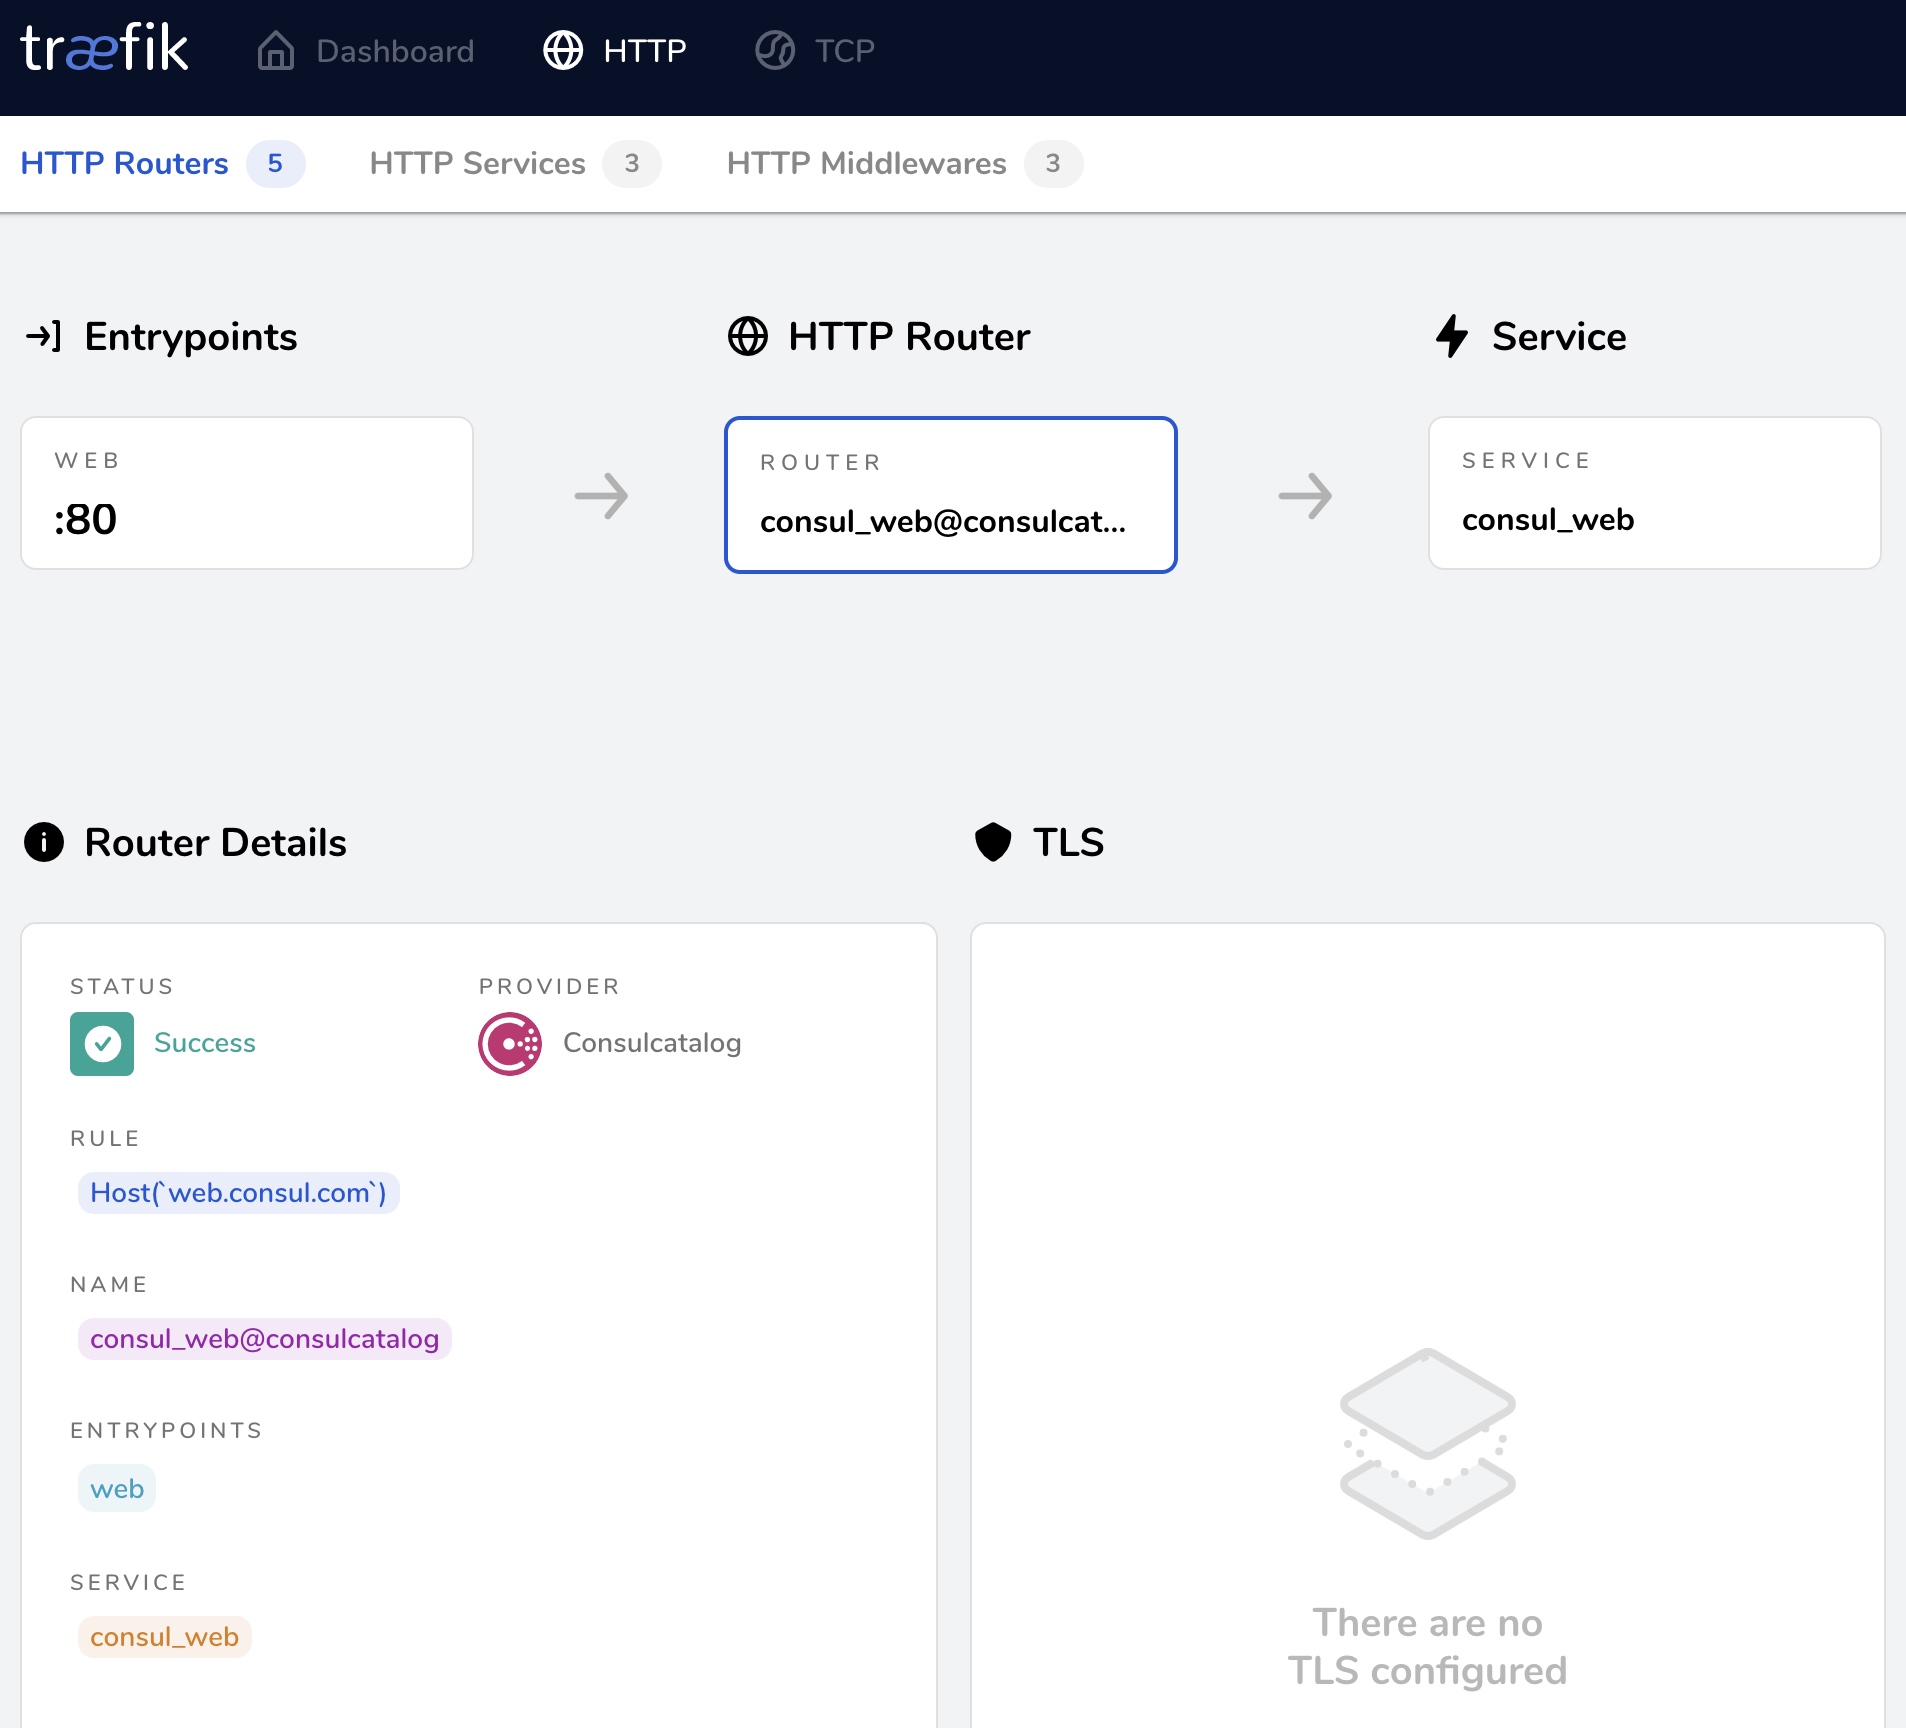 træfik Dashboard HTTP TCP
HTTP Routers 5 HTTP Services 3 HTTP Middlewares 3
Entrypoints HTTP Router Service
WEB
:80
ROUTER
consul_web@consulcat...
SERVICE
consul_web
Router Details
STATUS PROVIDER
Success Consulcatalog
RULE
Host(`web.consul.com`)
NAME
consul_web@consulcatalog
ENTRYPOINTS
web
SERVICE
consul_web
TLS
There are no
TLS configured